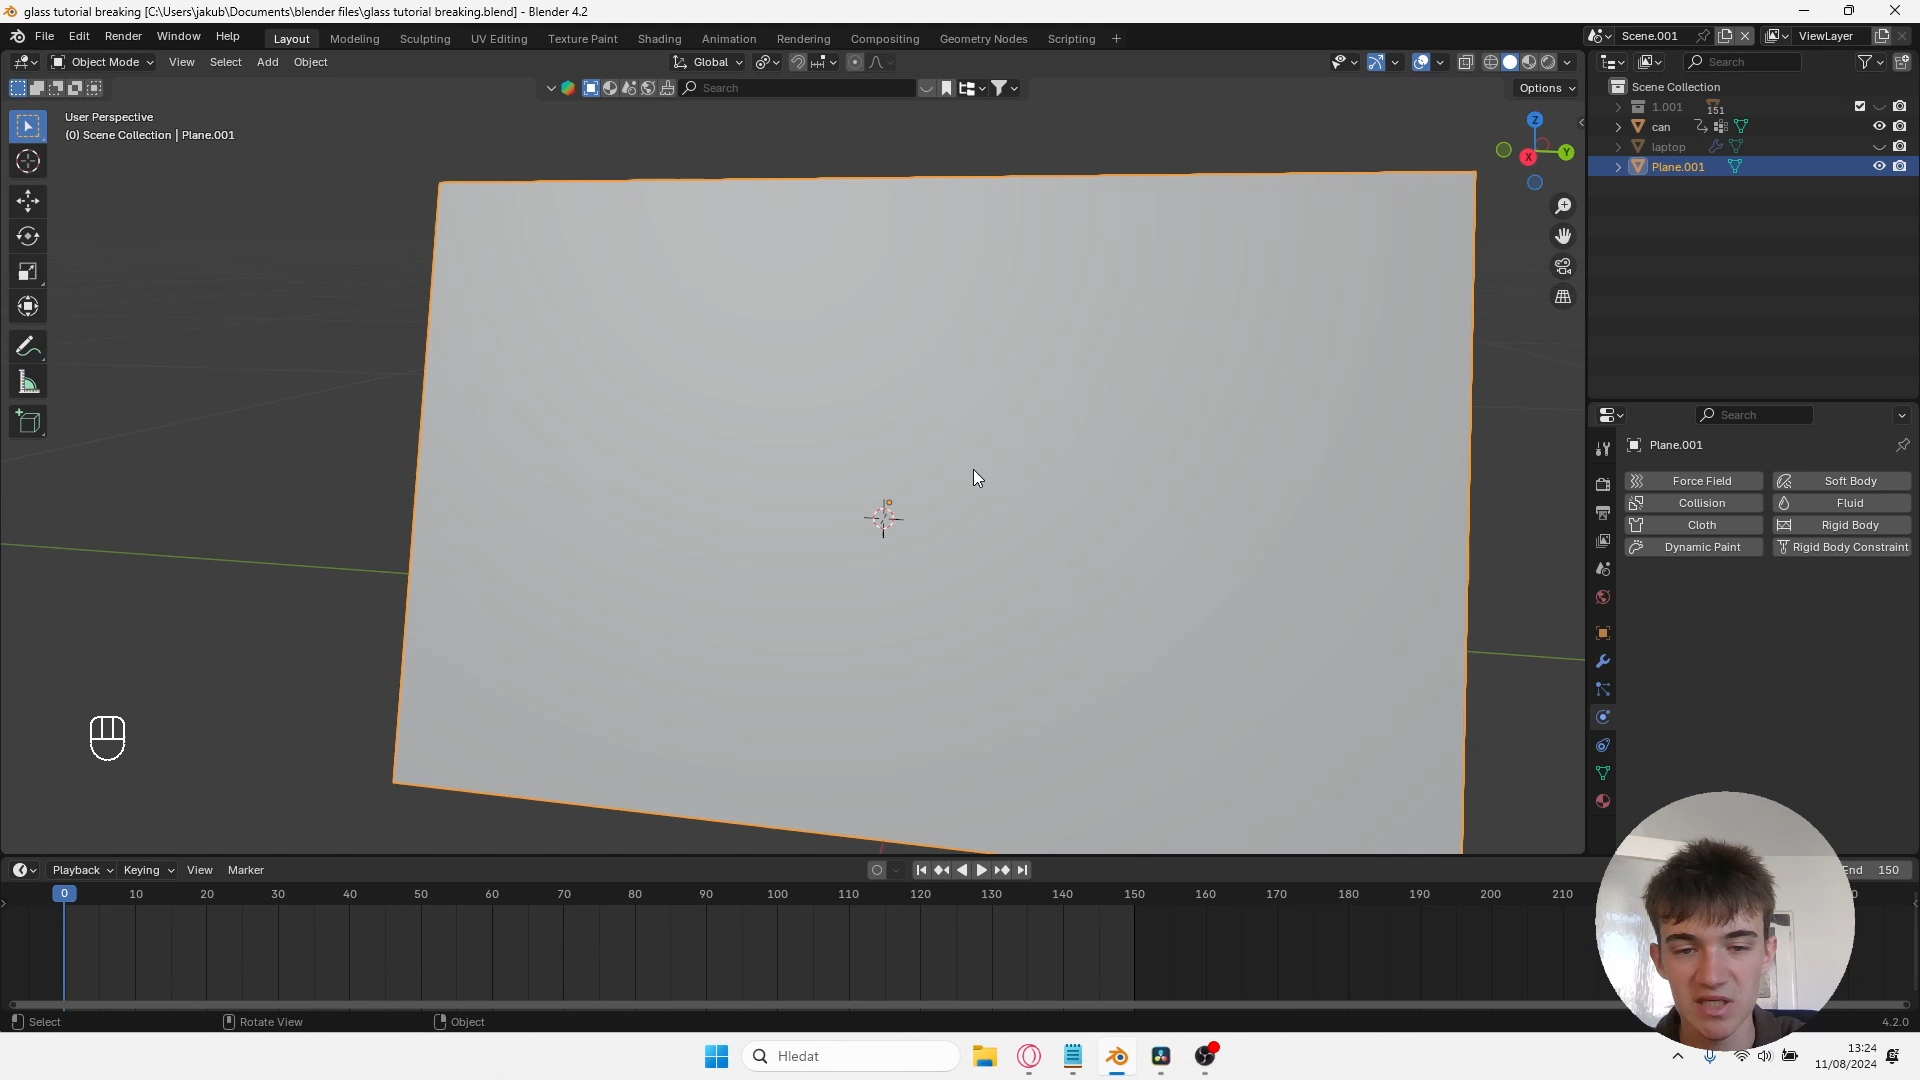 glass tutorial breaking [C:\Users\jakub\Documents\blender files\glass tutorial breaking.blend] - Blender 4.2
File Edit Render Window Help Layout Modeling Sculpting UV Editing Texture Paint Shading Animation Rendering Compositing Geometry Nodes Scripting + Scene.001 ViewLayer
Object Mode View Select Add Object Global Search
Search Options
User Perspective
(0) Scene Collection | Plane.001
Z
Y
X
Scene Collection
1.001 151
can
laptop
Plane.001
Search
Plane.001
Force Field Soft Body
Collision Fluid
Cloth Rigid Body
Dynamic Paint Rigid Body Constraint
Playback Keying View Marker End 150
0 10 20 30 40 50 60 70 80 90 100 110 120 130 140 150 160 170 180 190 200 210
Select Rotate View Object 4.2.0
Hledat
13:24
11/08/2024